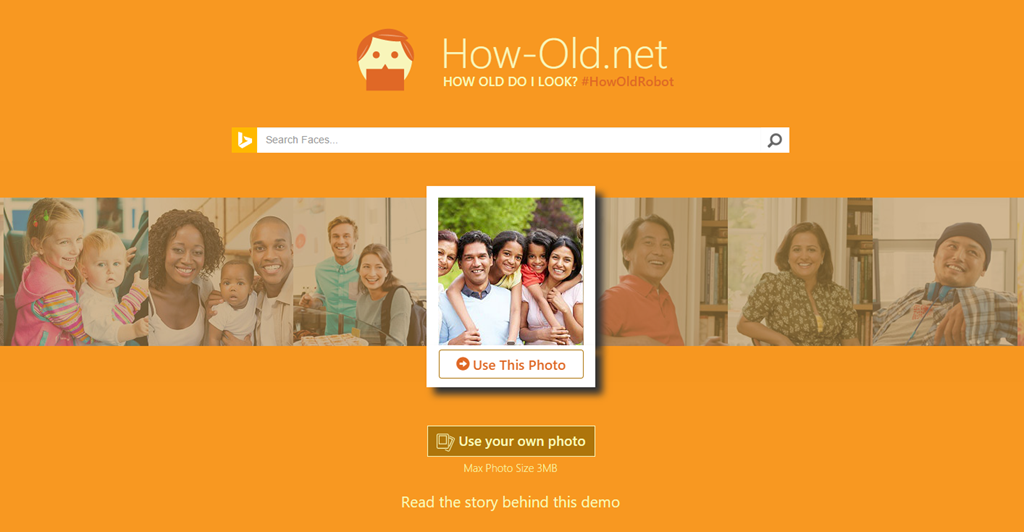 How-Old.net
HOW OLD DO I LOOK? #HowOldRobot
Search Faces...
Use This Photo
Use your own photo
Max Photo Size 3MB
Read the story behind this demo